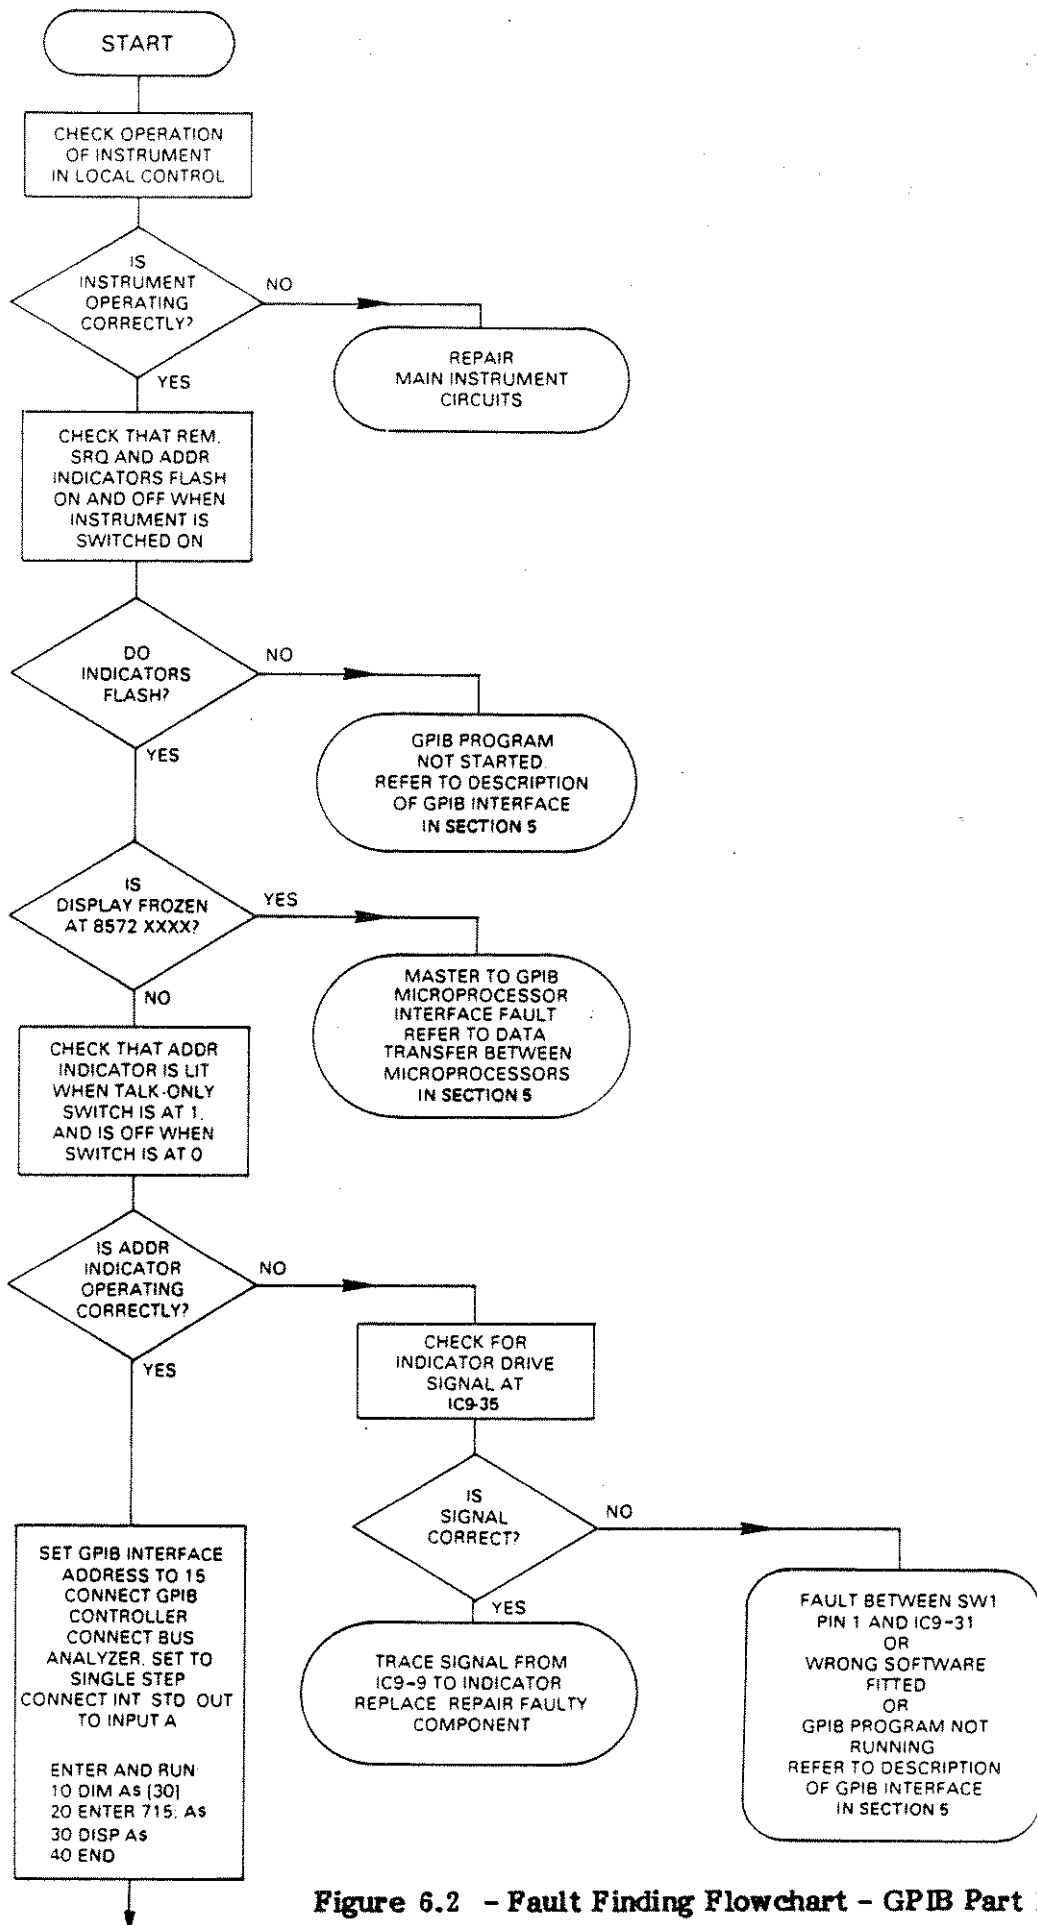 START
CHECK OPERATION
OF INSTRUMENT
IN LOCAL CONTROL
IS
INSTRUMENT
OPERATING
CORRECTLY?
NO
REPAIR
MAIN INSTRUMENT
CIRCUITS
YES
CHECK THAT REM,
SRQ AND ADDR
INDICATORS FLASH
ON AND OFF WHEN
INSTRUMENT IS
SWITCHED ON
DO
INDICATORS
FLASH?
NO
GPIB PROGRAM
NOT STARTED.
REFER TO DESCRIPTION
OF GPIB INTERFACE
IN SECTION 5
YES
IS
DISPLAY FROZEN
AT 8572 XXXX?
YES
MASTER TO GPIB
MICROPROCESSOR
INTERFACE FAULT
REFER TO DATA
TRANSFER BETWEEN
MICROPROCESSORS
IN SECTION 5
NO
CHECK THAT ADDR
INDICATOR IS LIT
WHEN TALK-ONLY
SWITCH IS AT 1,
AND IS OFF WHEN
SWITCH IS AT 0
IS ADDR
INDICATOR
OPERATING
CORRECTLY?
NO
CHECK FOR
INDICATOR DRIVE
SIGNAL AT
IC9-35
YES
IS
SIGNAL
CORRECT?
NO
FAULT BETWEEN SW1
PIN 1 AND IC9-31
OR
WRONG SOFTWARE
FITTED
OR
GPIB PROGRAM NOT
RUNNING
REFER TO DESCRIPTION
OF GPIB INTERFACE
IN SECTION 5
YES
TRACE SIGNAL FROM
IC9-9 TO INDICATOR
REPLACE REPAIR FAULTY
COMPONENT
SET GPIB INTERFACE
ADDRESS TO 15
CONNECT GPIB
CONTROLLER
CONNECT BUS
ANALYZER, SET TO
SINGLE STEP
CONNECT INT STD OUT
TO INPUT A
ENTER AND RUN
10 DIM A$ [30]
20 ENTER 715; A$
30 DISP A$
40 END
Figure 6.2 - Fault Finding Flowchart - GPIB Part